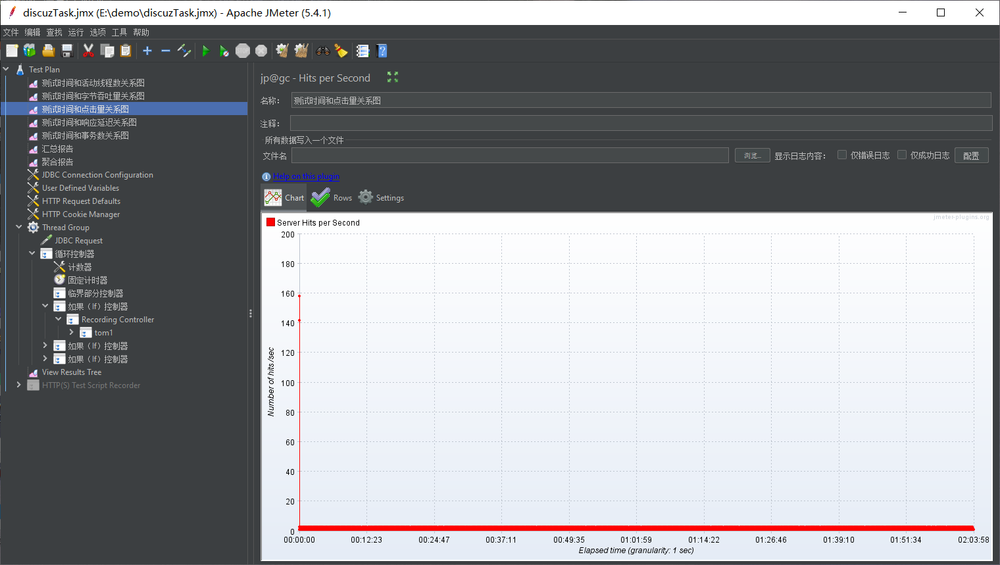 discuzTask.jmx (E:\demo\discuzTask.jmx) - Apache JMeter (5.4.1)
文件 编辑 查找 运行 选项 工具 帮助
STOP
Test Plan
测试时间和活动线程数关系图
测试时间和字节吞吐量关系图
测试时间和点击量关系图
测试时间和响应延迟关系图
测试时间和事务数关系图
汇总报告
聚合报告
JDBC Connection Configuration
User Defined Variables
HTTP Request Defaults
HTTP Cookie Manager
Thread Group
JDBC Request
循环控制器
计数器
固定计时器
临界部分控制器
如果（If）控制器
Recording Controller
tom1
如果（If）控制器
如果（If）控制器
View Results Tree
HTTP(S) Test Script Recorder
jp@gc - Hits per Second
名称： 测试时间和点击量关系图
注释：
所有数据写入一个文件
文件名 浏览... 显示日志内容： 仅错误日志 仅成功日志 配置
Help on this plugin
Chart Rows Settings
jmeter-plugins.org
Server Hits per Second
200
180
160
140
120
100
80
60
40
20
0
Number of hits /sec
00:00:00 00:12:23 00:24:47 00:37:11 00:49:35 01:01:59 01:14:22 01:26:46 01:39:10 01:51:34 02:03:58
Elapsed time (granularity: 1 sec)